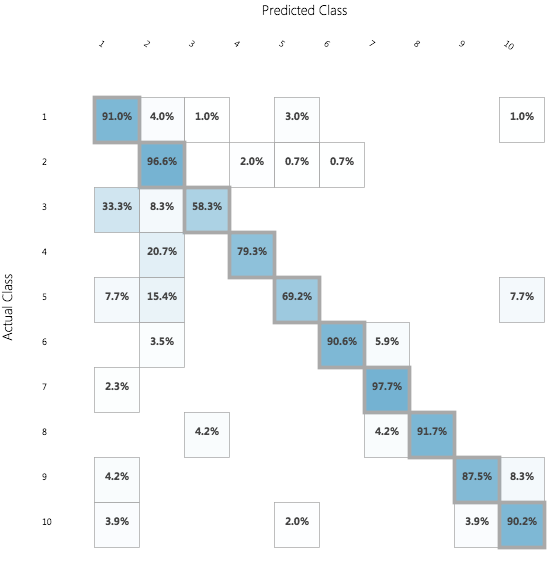 Predicted Class
1 2 3 4 5 6 7 8 9 10
Actual Class
1 91.0% 4.0% 1.0% 3.0% 1.0%
2 96.6% 2.0% 0.7% 0.7%
3 33.3% 8.3% 58.3%
4 20.7% 79.3%
5 7.7% 15.4% 69.2% 7.7%
6 3.5% 90.6% 5.9%
7 2.3% 97.7%
8 4.2% 4.2% 91.7%
9 4.2% 87.5% 8.3%
10 3.9% 2.0% 3.9% 90.2%